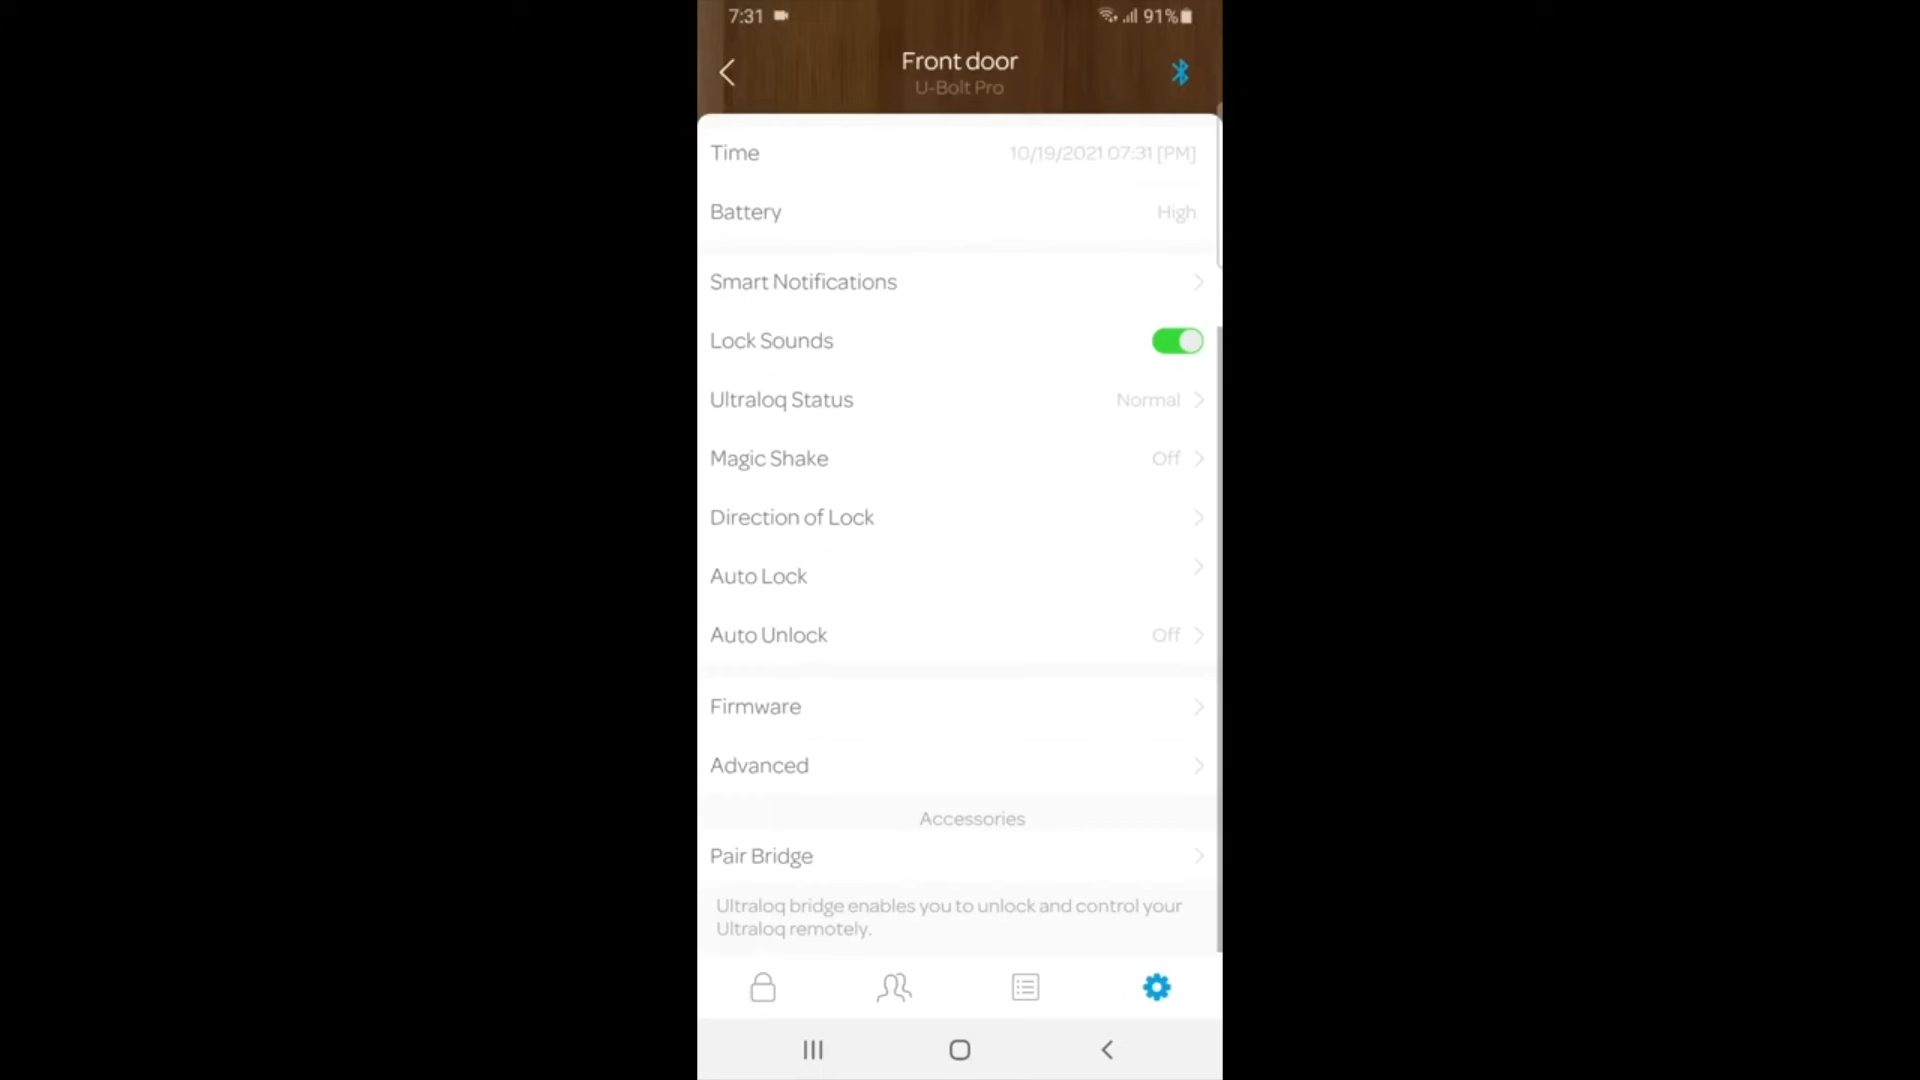 7:31 91%
Front door
U-Bolt Pro
Time 10/19/2021 07:31 [PM]
Battery High
Smart Notifications
Lock Sounds
Ultraloq Status Normal
Magic Shake Off
Direction of Lock
Auto Lock
Auto Unlock Off
Firmware
Advanced
Accessories
Pair Bridge
Ultraloq bridge enables you to unlock and control your
Ultraloq remotely.